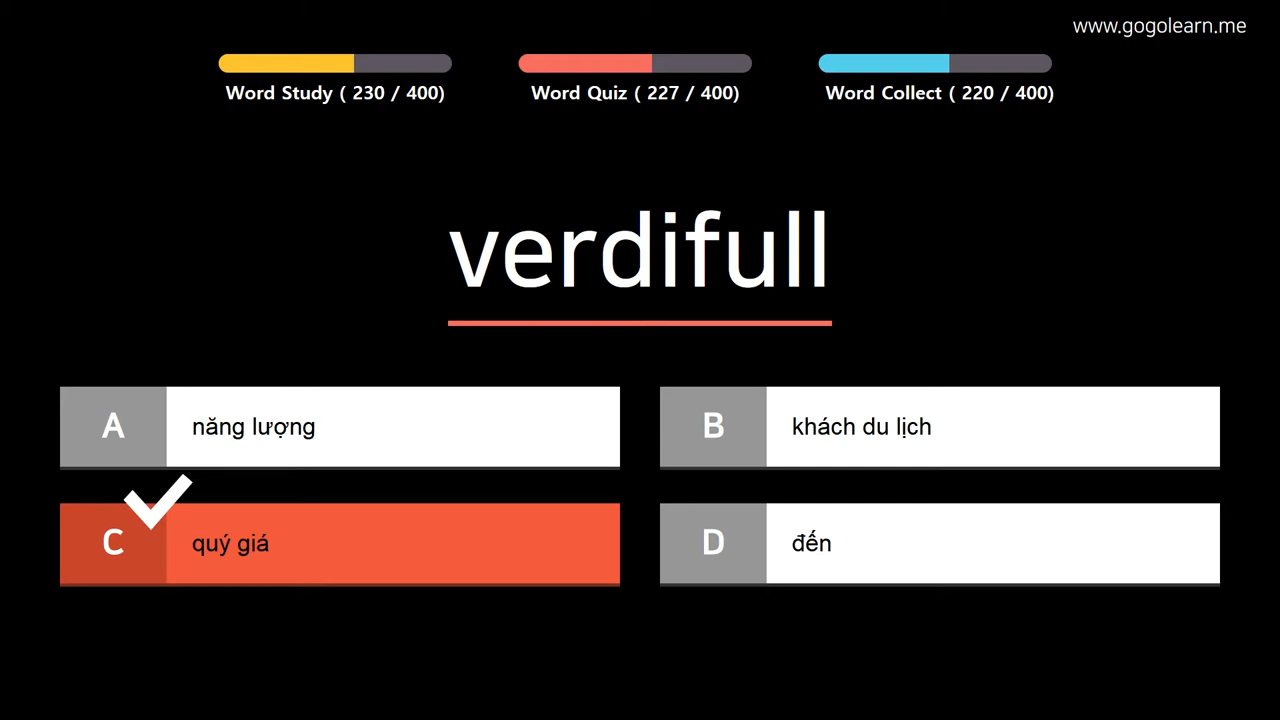 www.gogolearn.me
Word Study ( 230 / 400)
Word Quiz ( 227 / 400)
Word Collect ( 220 / 400)
verdifull
A năng lượng
B khách du lịch
C quý giá
D đến